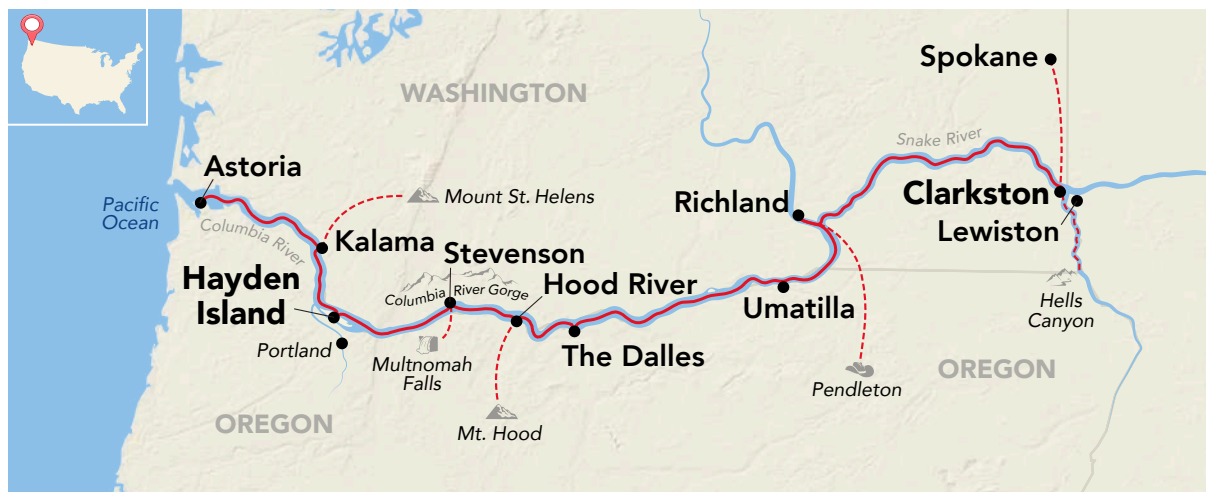 Spokane
WASHINGTON
Snake River
Astoria
Mount St. Helens
Pacific
Ocean
Columbia River
Richland
Clarkston
Lewiston
Kalama
Stevenson
Hayden
Island
Columbia River Gorge
Hood River
Umatilla
Hells
Canyon
Portland
Multnomah
Falls
The Dalles
Pendleton
OREGON
OREGON
Mt. Hood